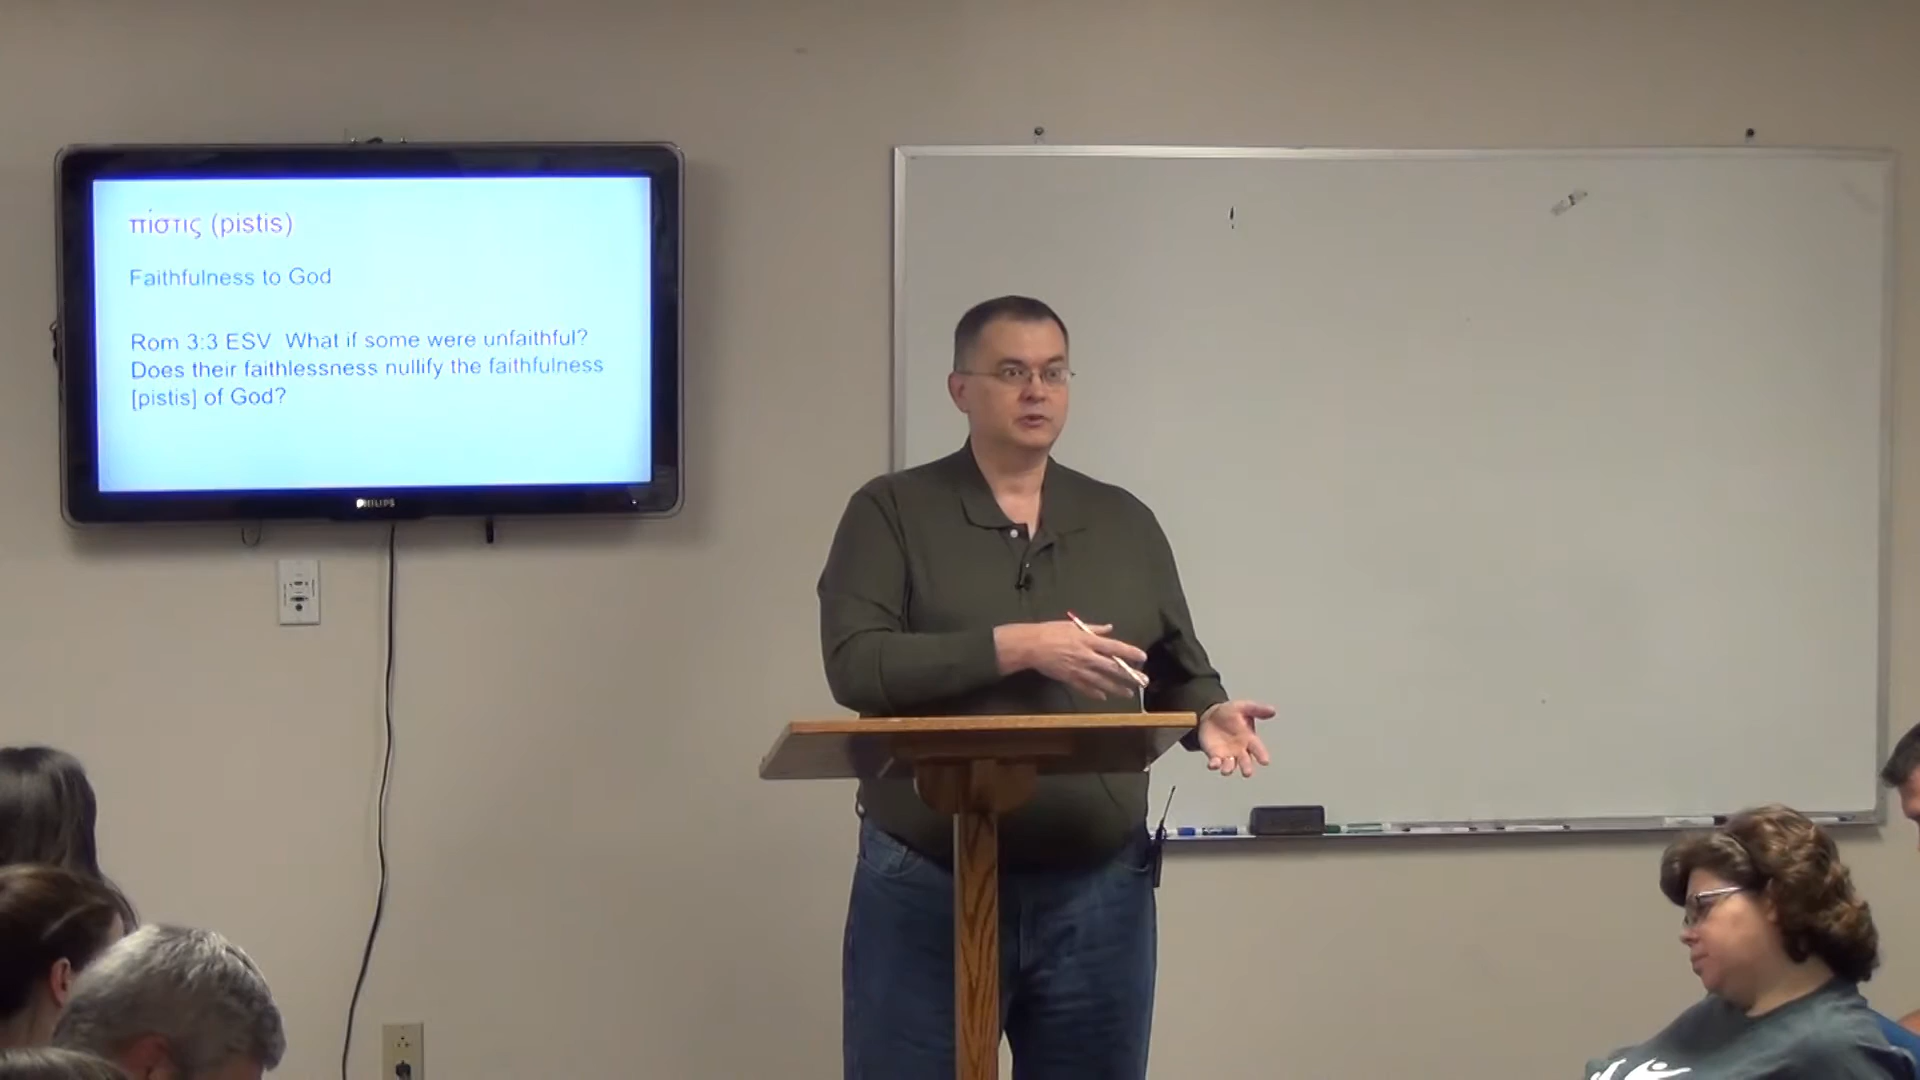 πίστις (pistis)
Faithfulness to God
Rom 3:3 ESV What if some were unfaithful?
Does their faithlessness nullify the faithfulness
[pistis] of God?
PHILIPS